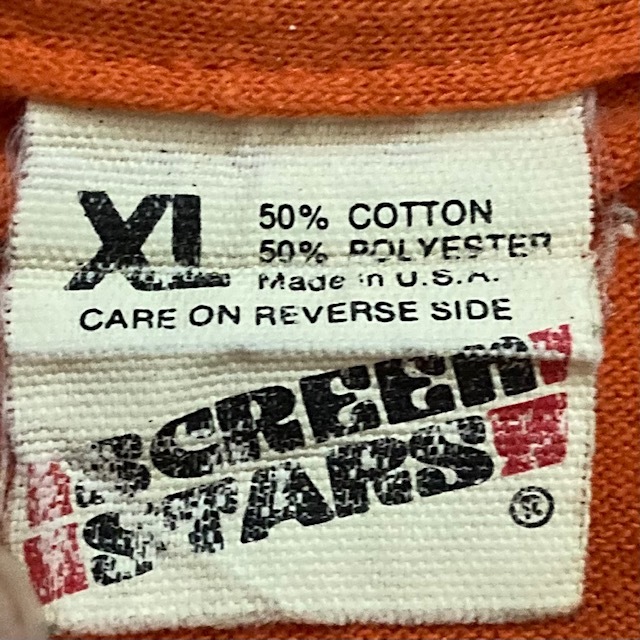 XL
50% COTTON
50% POLYESTER
Made in U.S.A.
CARE ON REVERSE SIDE
SCREEN
STARS